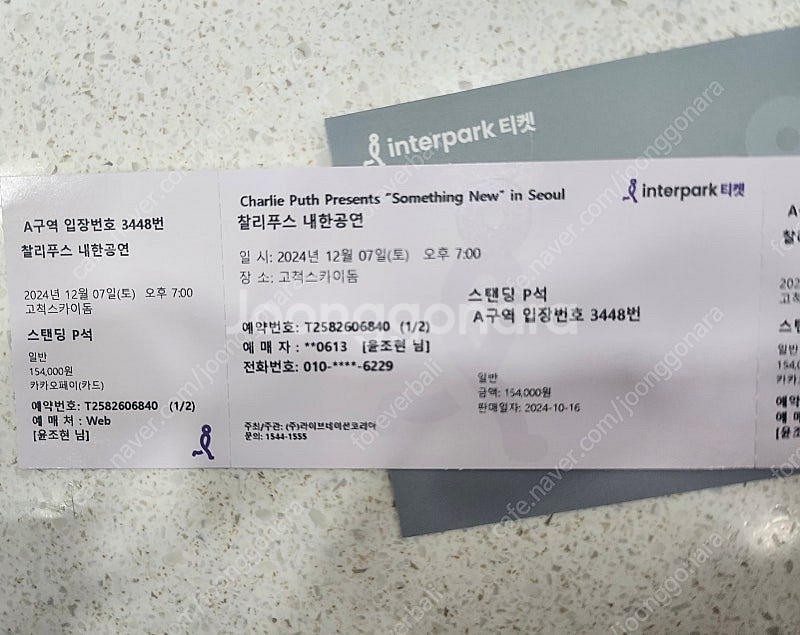 interpark 티켓
A구역 입장번호 3448번
찰리푸스 내한공연
2024년 12월 07일(토) 오후 7:00
고척스카이돔
스탠딩 P석
일반
154,000원
카카오페이(카드)
예약번호: T2582606840 (1/2)
예 매 처 : Web
[윤조현 님]
Charlie Puth Presents "Something New" in Seoul
interpark 티켓
찰리푸스 내한공연
일 시: 2024년 12월 07일(토) 오후 7:00
장 소: 고척스카이돔
스탠딩 P석
A구역 입장번호 3448번
예약번호: T2582606840 (1/2)
예 매 자 : **0613 [윤조현 님]
전화번호: 010-****-6229
일반
금액: 154,000원
판매일자: 2024-10-16
주최/주관: (주)라이브네이션코리아
문의: 1544-1555
Joonggonara
cafe.naver.com/joonggonara
foreverbali